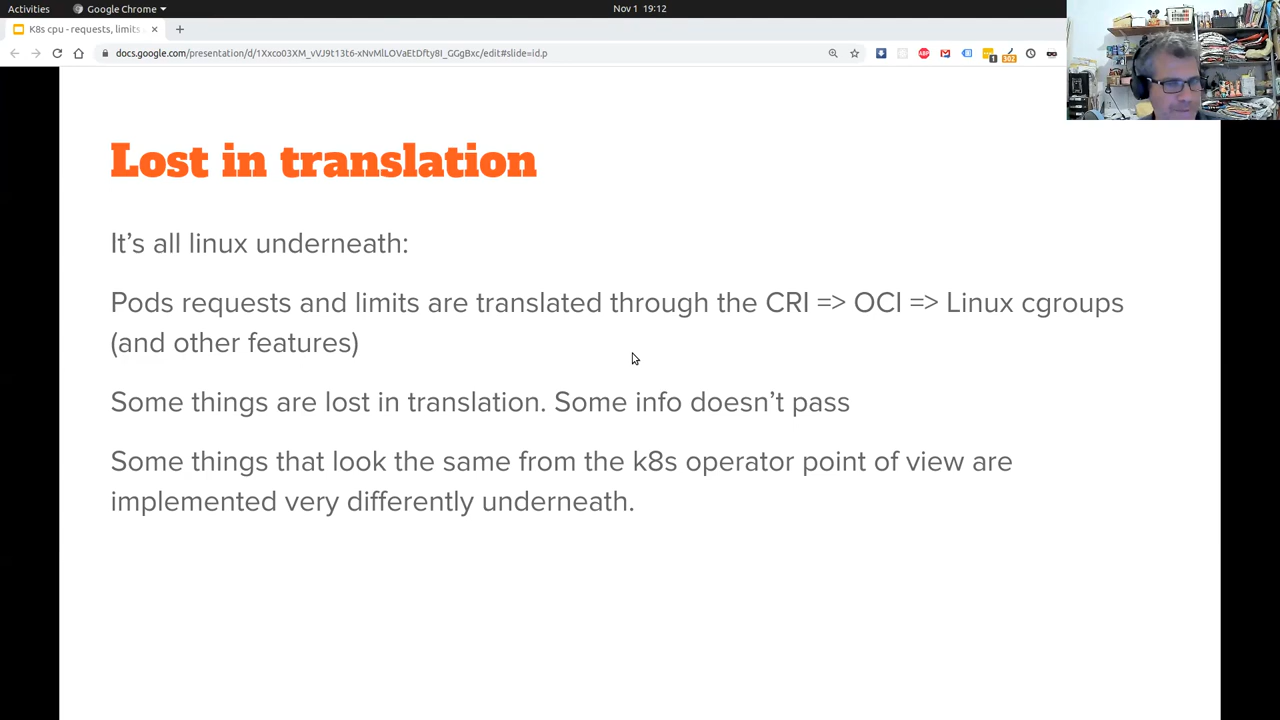 Activities
Google Chrome
Nov 1 19:12
K8s cpu - requests, limits
docs.google.com/presentation/d/1Xxco03XM_vVJ9t13t6-xNvMlLOVaEtDfty8I_GGgBxc/edit#slide=id.p
ABP
1
302
Lost in translation
It’s all linux underneath:
Pods requests and limits are translated through the CRI => OCI => Linux cgroups
(and other features)
Some things are lost in translation. Some info doesn’t pass
Some things that look the same from the k8s operator point of view are
implemented very differently underneath.